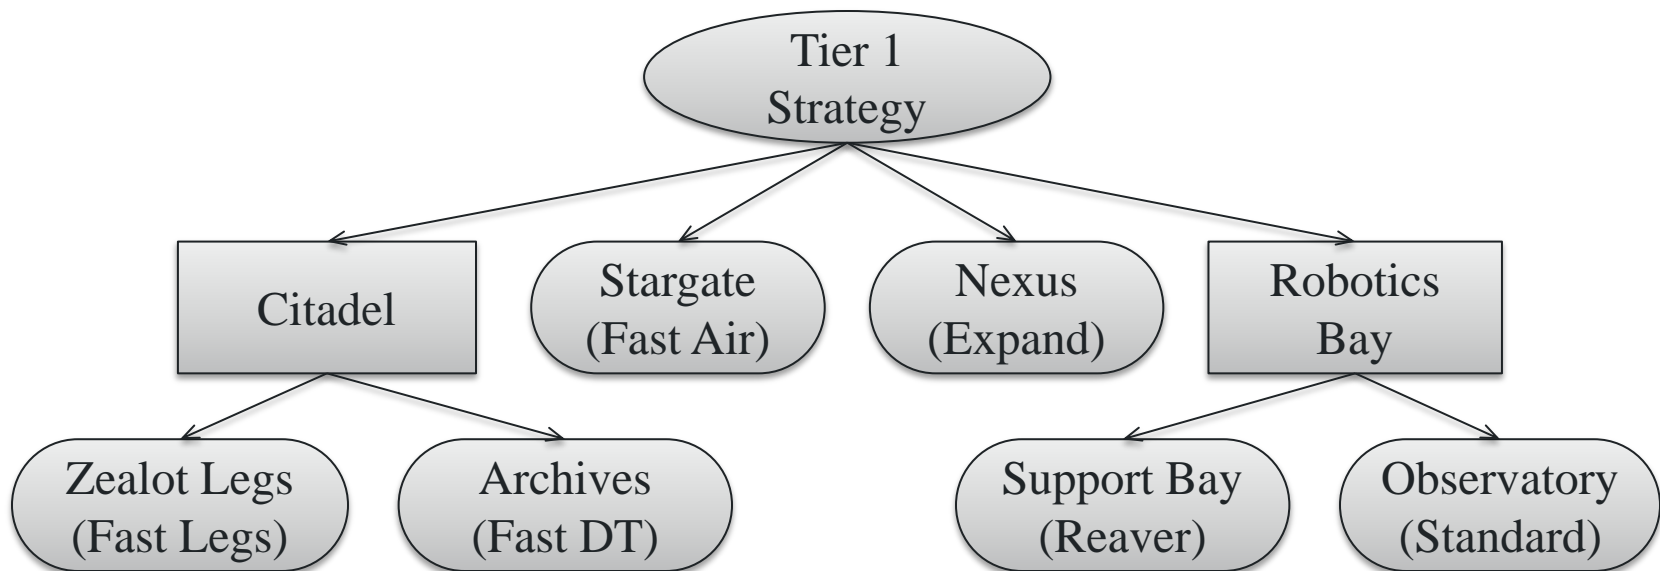 Tier 1
Strategy
Citadel
Stargate
(Fast Air)
Nexus
(Expand)
Robotics
Bay
Zealot Legs
(Fast Legs)
Archives
(Fast DT)
Support Bay
(Reaver)
Observatory
(Standard)